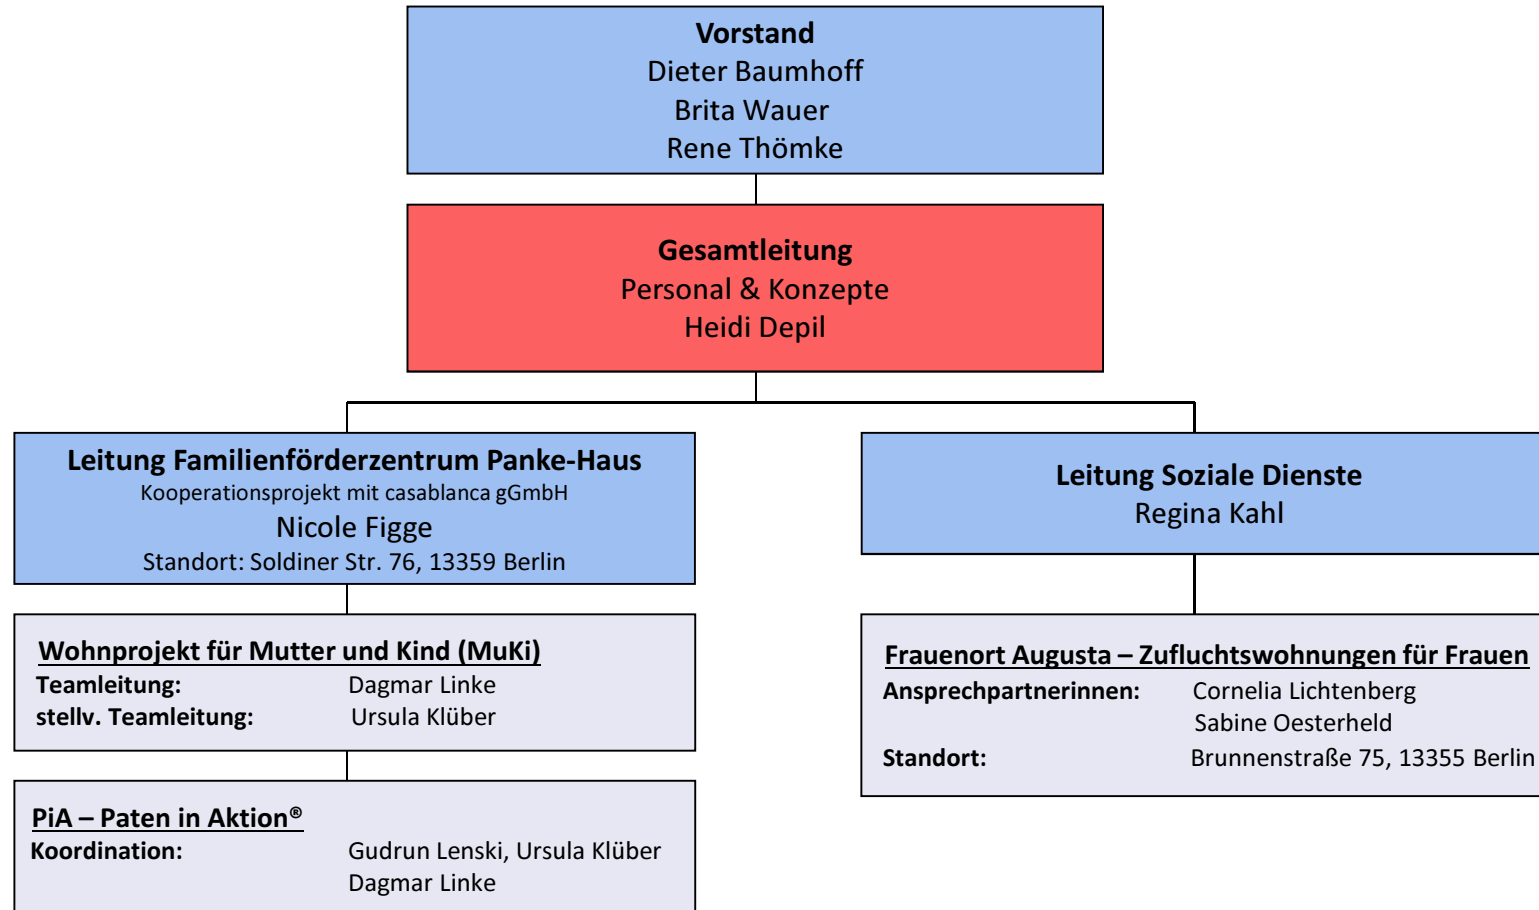 Vorstand
Dieter Baumhoff
Brita Wauer
Rene Thömke
Gesamtleitung
Personal & Konzepte
Heidi Depil
Leitung Familienförderzentrum Panke-Haus
Kooperationsprojekt mit casablanca gGmbH
Nicole Figge
Standort: Soldiner Str. 76, 13359 Berlin
Wohnprojekt für Mutter und Kind (MuKi)
Teamleitung: Dagmar Linke
stellv. Teamleitung: Ursula Klüber
PiA – Paten in Aktion®
Koordination: Gudrun Lenski, Ursula Klüber
Dagmar Linke
Leitung Soziale Dienste
Regina Kahl
Frauenort Augusta – Zufluchtswohnungen für Frauen
Ansprechpartnerinnen: Cornelia Lichtenberg
Sabine Oesterheld
Standort: Brunnenstraße 75, 13355 Berlin